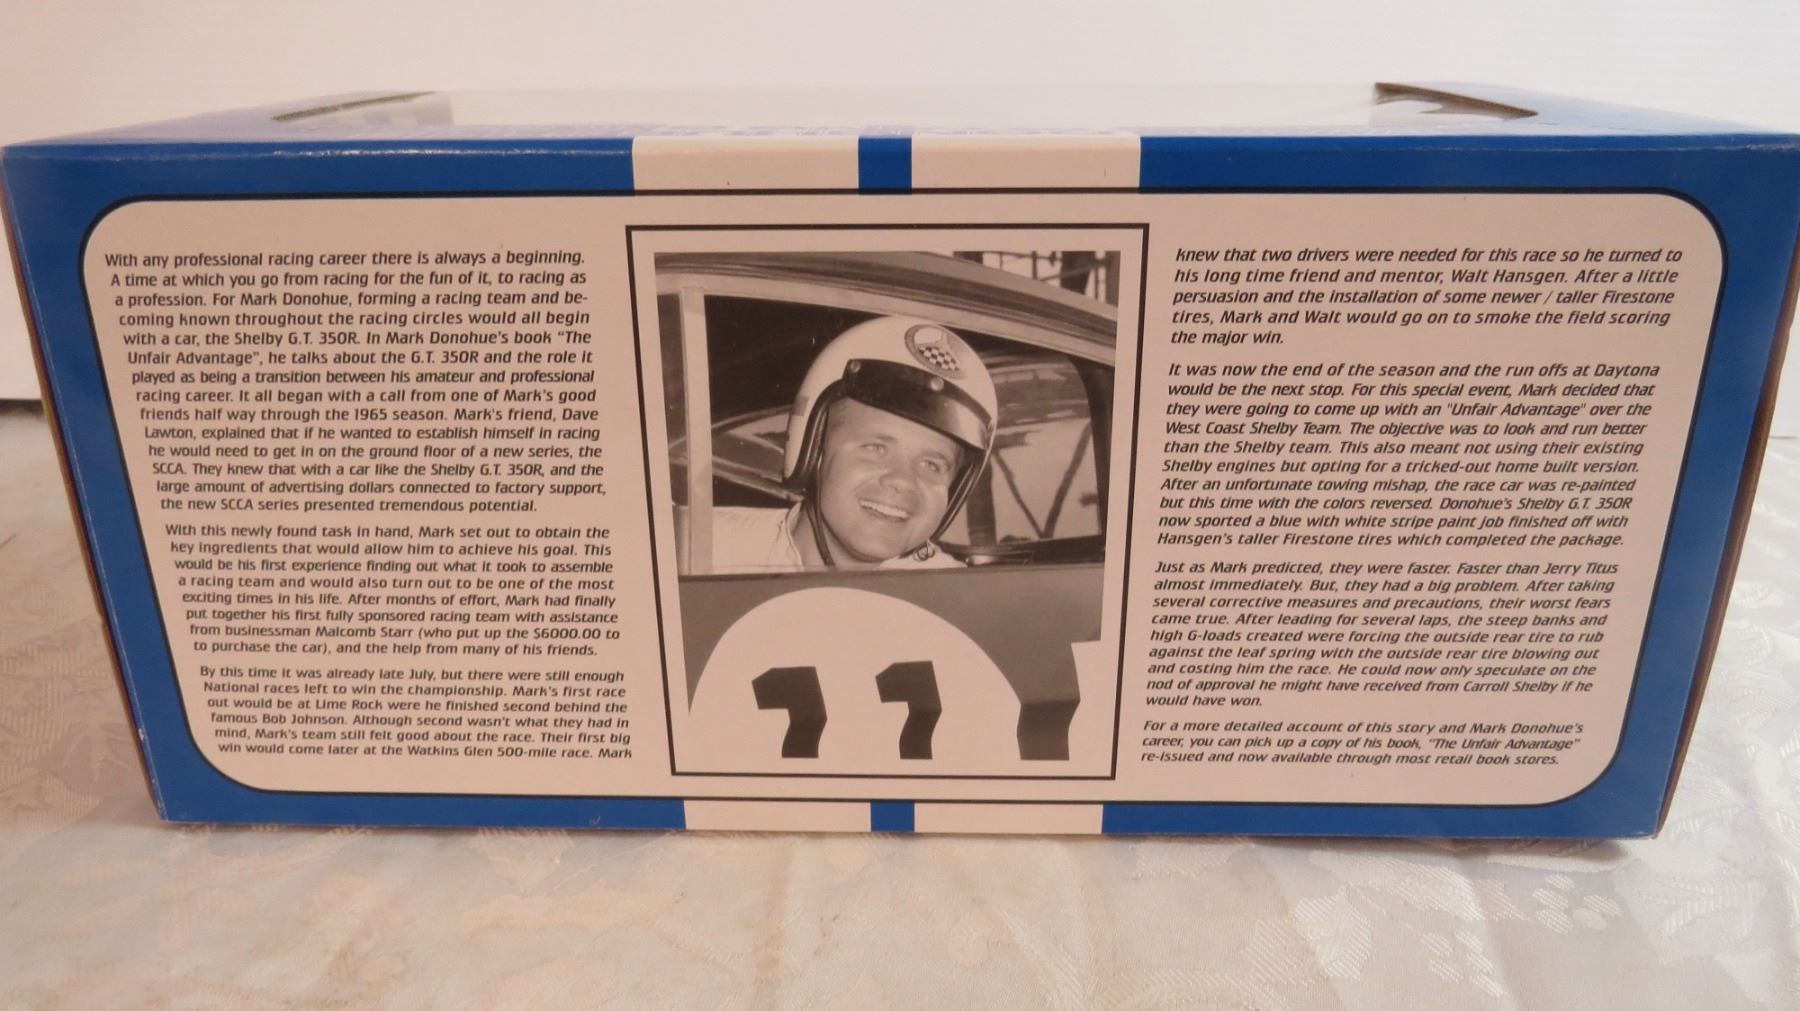 With any professional racing career there is always a beginning.
A time at which you go from racing for the fun of it, to racing as
a profession. For Mark Donohue, forming a racing team and be-
coming known throughout the racing circles would all begin
with a car, the Shelby G.T. 350R. In Mark Donohue's book "The
Unfair Advantage", he talks about the G.T. 350R and the role it
played as being a transition between his amateur and professional
racing career. It all began with a call from one of Mark's good
friends half way through the 1965 season. Mark's friend, Dave
Lawton, explained that if he wanted to establish himself in racing
he would need to get in on the ground floor of a new series, the
SCCA. They knew that with a car like the Shelby G.T. 350R, and the
large amount of advertising dollars connected to factory support,
the new SCCA series presented tremendous potential.
With this newly found task in hand, Mark set out to obtain the
key ingredients that would allow him to achieve his goal. This
would be his first experience finding out what it took to assemble
a racing team and would also turn out to be one of the most
exciting times in his life. After months of effort, Mark had finally
put together his first fully sponsored racing team with assistance
from businessman Malcomb Starr (who put up the $6000.00 to
to purchase the car), and the help from many of his friends.
By this time it was already late July, but there were still enough
National races left to win the championship. Mark's first race
out would be at Lime Rock were he finished second behind the
famous Bob Johnson. Although second wasn't what they had in
mind, Mark's team still felt good about the race. Their first big
win would come later at the Watkins Glen 500-mile race. Mark
11
knew that two drivers were needed for this race so he turned to
his long time friend and mentor, Walt Hansgen. After a little
persuasion and the installation of some newer / taller Firestone
tires, Mark and Walt would go on to smoke the field scoring
the major win.
It was now the end of the season and the run offs at Daytona
would be the next stop. For this special event, Mark decided that
they were going to come up with an "Unfair Advantage" over the
West Coast Shelby Team. The objective was to look and run better
than the Shelby team. This also meant not using their existing
Shelby engines but opting for a tricked-out home built version.
After an unfortunate towing mishap, the race car was re-painted
but this time with the colors reversed. Donohue's Shelby G.T. 350R
now sported a blue with white stripe paint job finished off with
Hansgen's taller Firestone tires which completed the package.
Just as Mark predicted, they were faster. Faster than Jerry Titus
almost immediately. But, they had a big problem. After taking
several corrective measures and precautions, their worst fears
came true. After leading for several laps, the steep banks and
high G-loads created were forcing the outside rear tire to rub
against the leaf spring with the outside rear tire blowing out
and costing him the race. He could now only speculate on the
nod of approval he might have received from Carroll Shelby if he
would have won.
For a more detailed account of this story and Mark Donohue's
career, you can pick up a copy of his book, "The Unfair Advantage"
re-issued and now available through most retail book stores.